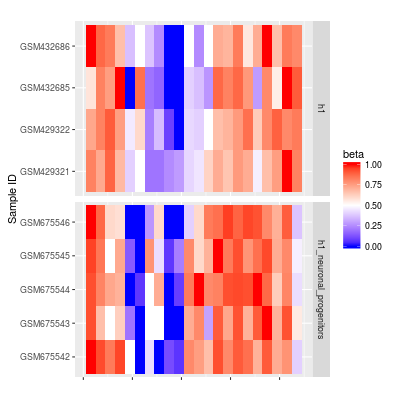 Sample ID
GSM432686
GSM432685
GSM429322
GSM429321
h1
GSM675546
GSM675545
GSM675544
GSM675543
GSM675542
h1_neuronal_progenitors
beta
1.00
0.75
0.50
0.25
0.00